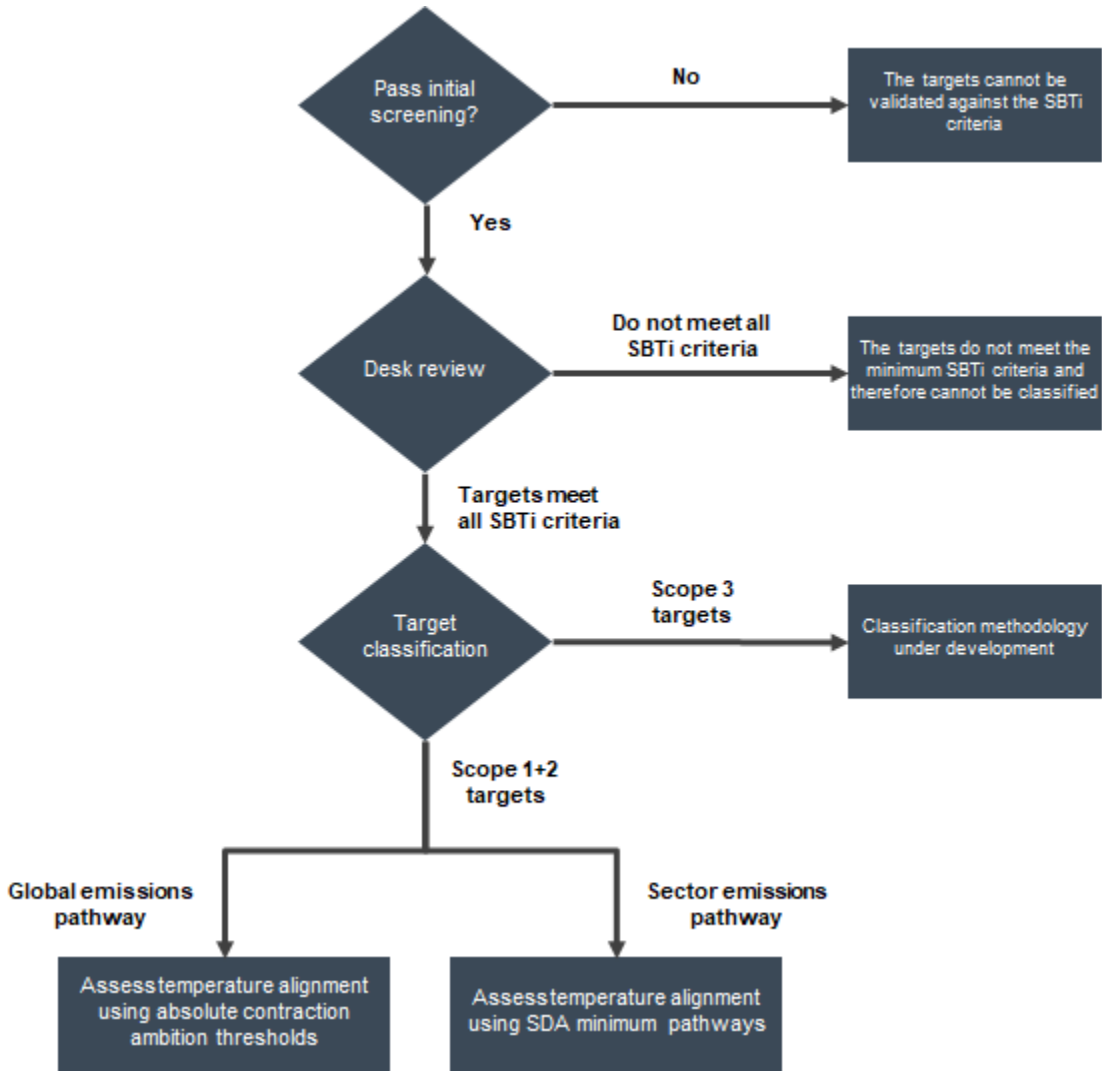 Pass initial
screening?
No
The targets cannot be
validated against the SBTi
criteria
Yes
Desk review
Do not meet all
SBTi criteria
The targets do not meet the
minimum SBTi criteria and
therefore cannot be classified
Targets meet
all SBTi criteria
Target
classification
Scope 3
targets
Classification methodology
under development
Scope 1+2
targets
Global emissions
pathway
Sector emissions
pathway
Assess temperature alignment
using absolute contraction
ambition thresholds
Assess temperature alignment
using SDA minimum pathways